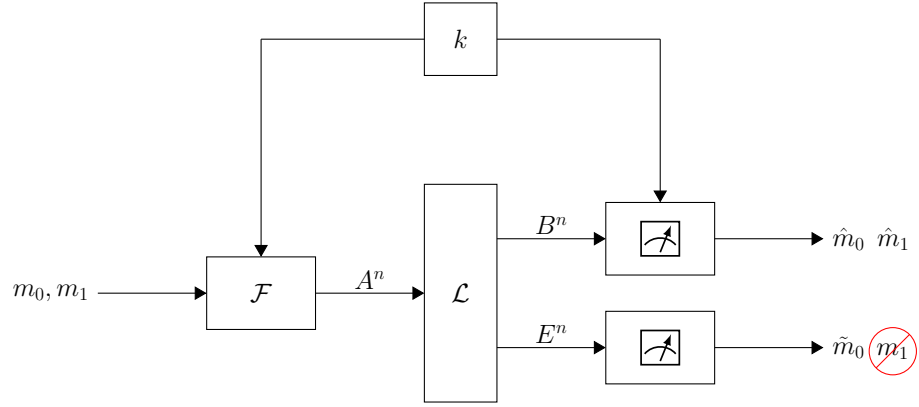 k
B^n
\hat{m}_0 \hat{m}_1
m_0, m_1
\mathcal{F}
A^n
\mathcal{L}
E^n
\tilde{m}_0 m_1